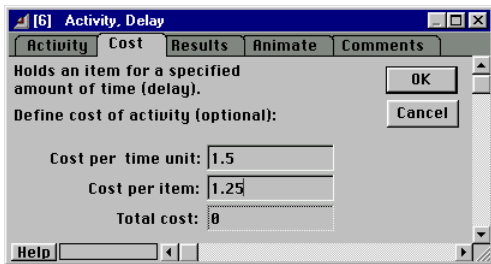 [6] Activity, Delay
Activity Cost Results Animate Comments
Holds an item for a specified
amount of time (delay).
OK
Define cost of activity (optional):
Cancel
Cost per time unit: 1.5
Cost per item: 1.25
Total cost: 0
Help